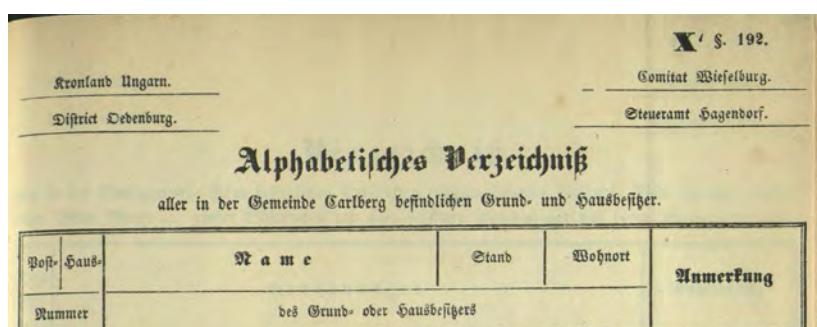 X' §. 192.
Kronland Ungarn.
Comitat Wieselburg.
District Oedenburg.
Steueramt Hagendorf.
Alphabetisches Verzeichniß
aller in der Gemeinde Carlberg befindlichen Grund- und Hausbesitzer.
Post- Haus- Name Stand Wohnort Anmerkung
Nummer des Grund- oder Hausbesitzers